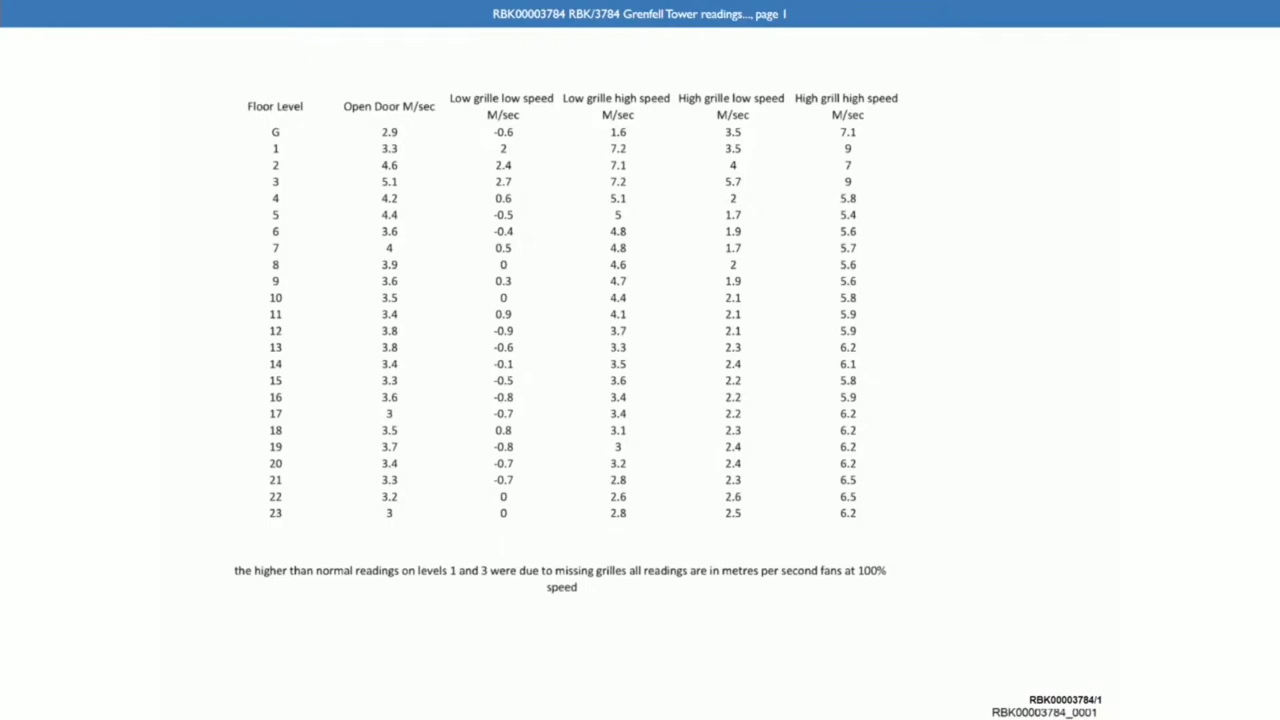 RBK00003784 RBK/3784 Grenfell Tower readings..., page 1
Floor Level Open Door M/sec Low grille low speed M/sec Low grille high speed M/sec High grille low speed M/sec High grill high speed M/sec
G 2.9 -0.6 1.6 3.5 7.1
1 3.3 2 7.2 3.5 9
2 4.6 2.4 7.1 4 7
3 5.1 2.7 7.2 5.7 9
4 4.2 0.6 5.1 2 5.8
5 4.4 -0.5 5 1.7 5.4
6 3.6 -0.4 4.8 1.9 5.6
7 4 0.5 4.8 1.7 5.7
8 3.9 0 4.6 2 5.6
9 3.6 0.3 4.7 1.9 5.6
10 3.5 0 4.4 2.1 5.8
11 3.4 0.9 4.1 2.1 5.9
12 3.8 -0.9 3.7 2.1 5.9
13 3.8 -0.6 3.3 2.3 6.2
14 3.4 -0.1 3.5 2.4 6.1
15 3.3 -0.5 3.6 2.2 5.8
16 3.6 -0.8 3.4 2.2 5.9
17 3 -0.7 3.4 2.2 6.2
18 3.5 0.8 3.1 2.3 6.2
19 3.7 -0.8 3 2.4 6.2
20 3.4 -0.7 3.2 2.4 6.2
21 3.3 -0.7 2.8 2.3 6.5
22 3.2 0 2.6 2.6 6.5
23 3 0 2.8 2.5 6.2
the higher than normal readings on levels 1 and 3 were due to missing grilles all readings are in metres per second fans at 100%
speed
RBK00003784/1
RBK00003784_0001